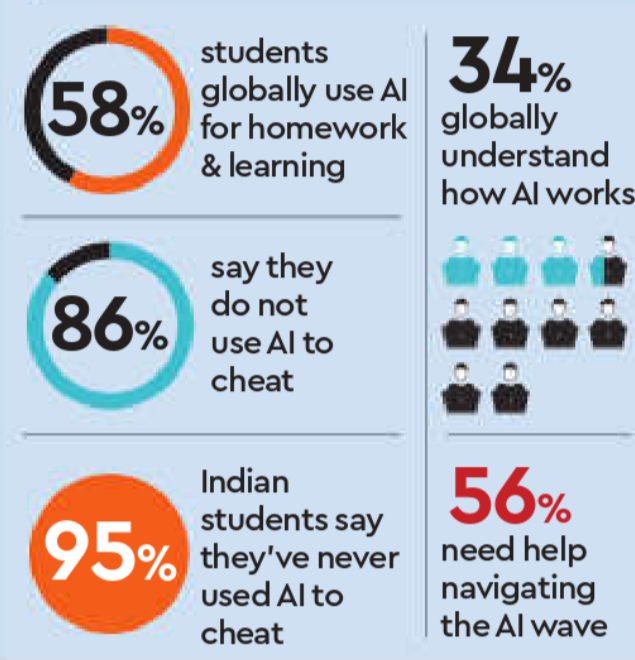 58%
students
globally use AI
for homework
& learning
86%
say they
do not
use AI to
cheat
95%
Indian
students say
they've never
used AI to
cheat
34%
globally
understand
how AI works
56%
need help
navigating
the AI wave